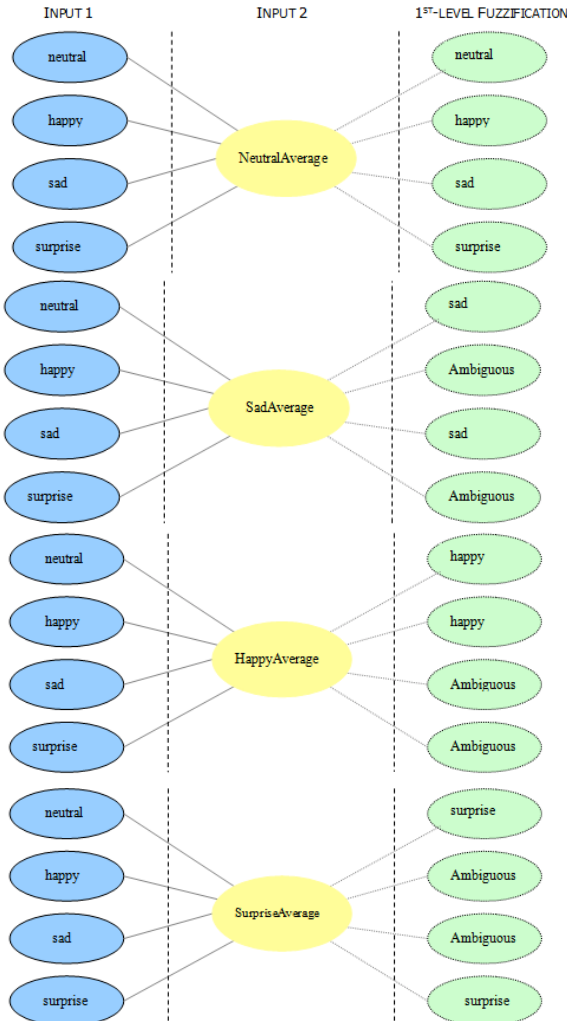 INPUT 1 INPUT 2 1ST-LEVEL FUZZIFICATION
neutral neutral
happy happy
NeutralAverage
sad sad
surprise surprise
neutral sad
happy Ambiguous
SadAverage
sad sad
surprise Ambiguous
neutral happy
happy happy
HappyAverage
sad Ambiguous
surprise Ambiguous
neutral surprise
happy Ambiguous
SurpriseAverage
sad Ambiguous
surprise surprise